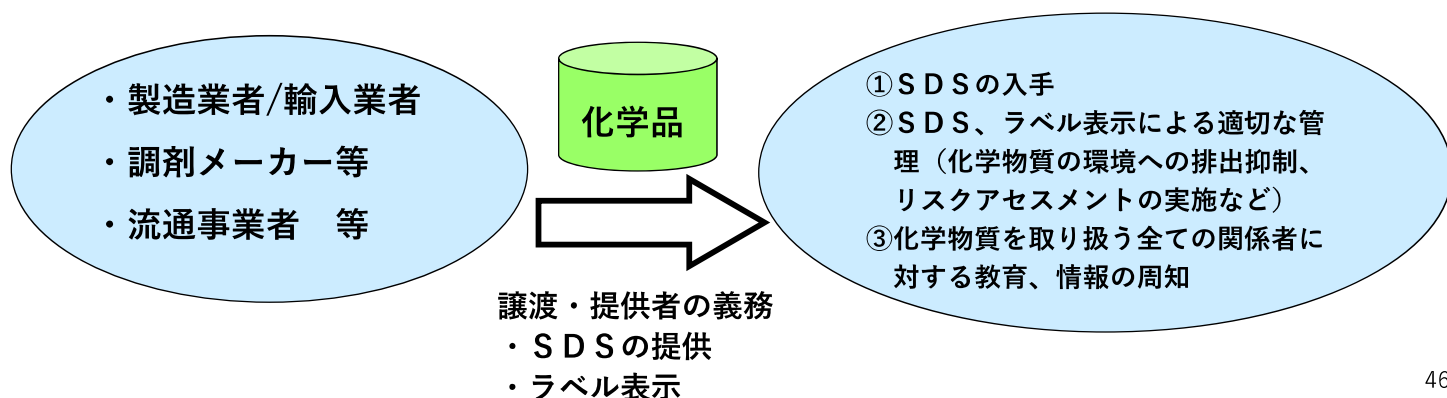 ・製造業者/輸入業者
・調剤メーカー等
・流通事業者　等
化学品
譲渡・提供者の義務
・ＳＤＳの提供
・ラベル表示
①ＳＤＳの入手
②ＳＤＳ、ラベル表示による適切な管
理（化学物質の環境への排出抑制、
リスクアセスメントの実施など）
③化学物質を取り扱う全ての関係者に
対する教育、情報の周知
46